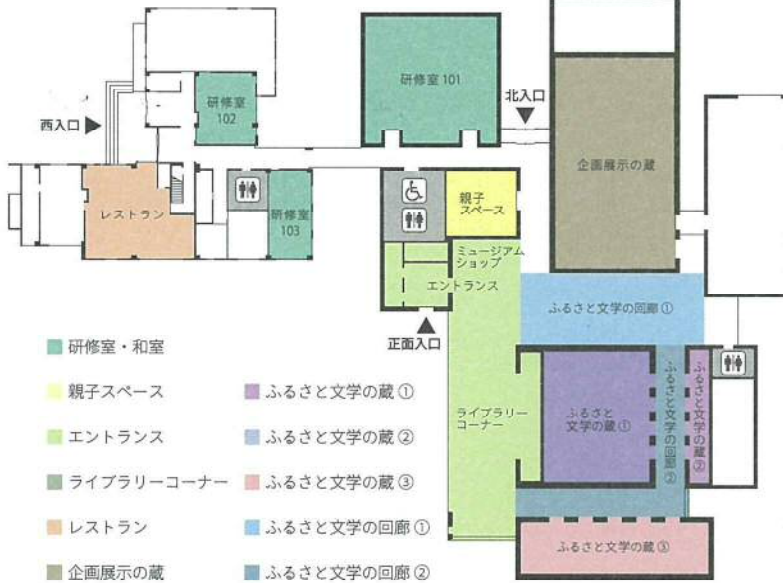 研修室 101
北入口
研修室
102
西入口
企画展示の蔵
レストラン
研修室
103
親子
スペース
ミュージアム
ショップ
エントランス
正面入口
ふるさと文学の回廊 ①
ライブラリー
コーナー
ふるさと
文学の蔵 ①
ふるさと文学の回廊 ②
ふるさと文学の蔵 ②
ふるさと文学の蔵 ③
研修室・和室
親子スペース
エントランス
ライブラリーコーナー
レストラン
企画展示の蔵
ふるさと文学の蔵 ①
ふるさと文学の蔵 ②
ふるさと文学の蔵 ③
ふるさと文学の回廊 ①
ふるさと文学の回廊 ②